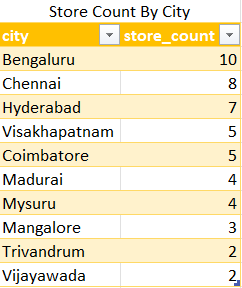 Store Count By City
city store_count
Bengaluru 10
Chennai 8
Hyderabad 7
Visakhapatnam 5
Coimbatore 5
Madurai 4
Mysuru 4
Mangalore 3
Trivandrum 2
Vijayawada 2